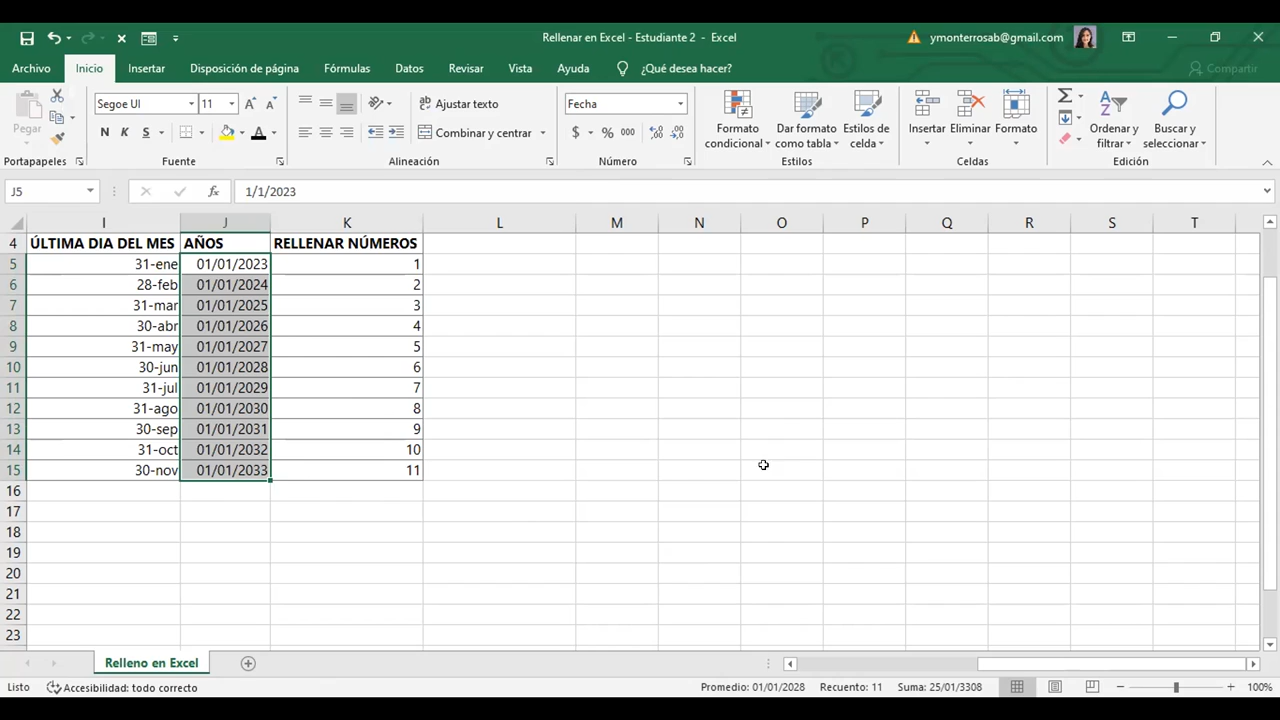 Rellenar en Excel - Estudiante 2 - Excel
ymonterrosab@gmail.com
Archivo Inicio Insertar Disposición de página Fórmulas Datos Revisar Vista Ayuda ¿Qué desea hacer? Compartir
Pegar
Segoe UI 11
N K S
Ajustar texto
Combinar y centrar
Fecha
$ % 000
Formato condicional
Dar formato como tabla
Estilos de celda
Insertar Eliminar Formato
Ordenar y filtrar
Buscar y seleccionar
Portapapeles Fuente Alineación Número Estilos Celdas Edición
J5 fx 1/1/2023
I J K L M N O P Q R S T
4 ÚLTIMA DIA DEL MES AÑOS RELLENAR NÚMEROS
5 31-ene 01/01/2023 1
6 28-feb 01/01/2024 2
7 31-mar 01/01/2025 3
8 30-abr 01/01/2026 4
9 31-may 01/01/2027 5
10 30-jun 01/01/2028 6
11 31-jul 01/01/2029 7
12 31-ago 01/01/2030 8
13 30-sep 01/01/2031 9
14 31-oct 01/01/2032 10
15 30-nov 01/01/2033 11
16
17
18
19
20
21
22
23
Relleno en Excel
Listo Accesibilidad: todo correcto Promedio: 01/01/2028 Recuento: 11 Suma: 25/01/3308 100%